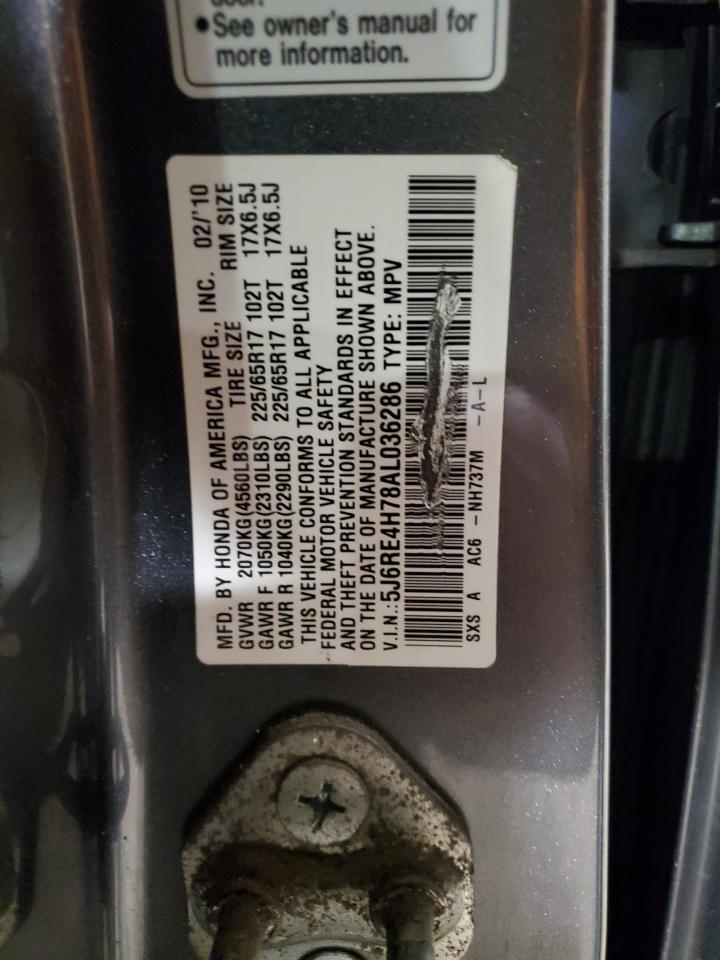 •See owner's manual for
more information.
MFD. BY HONDA OF AMERICA MFG., INC. 02/'10
GVWR 2070KG(4560LBS) TIRE SIZE RIM SIZE
GAWR F 1050KG(2310LBS) 225/65R17 102T 17X6.5J
GAWR R 1040KG(2290LBS) 225/65R17 102T 17X6.5J
THIS VEHICLE CONFORMS TO ALL APPLICABLE
FEDERAL MOTOR VEHICLE SAFETY
AND THEFT PREVENTION STANDARDS IN EFFECT
ON THE DATE OF MANUFACTURE SHOWN ABOVE.
V.I.N.:5J6RE4H78AL036286 TYPE: MPV
SXS A AC6 -NH737M -A-L